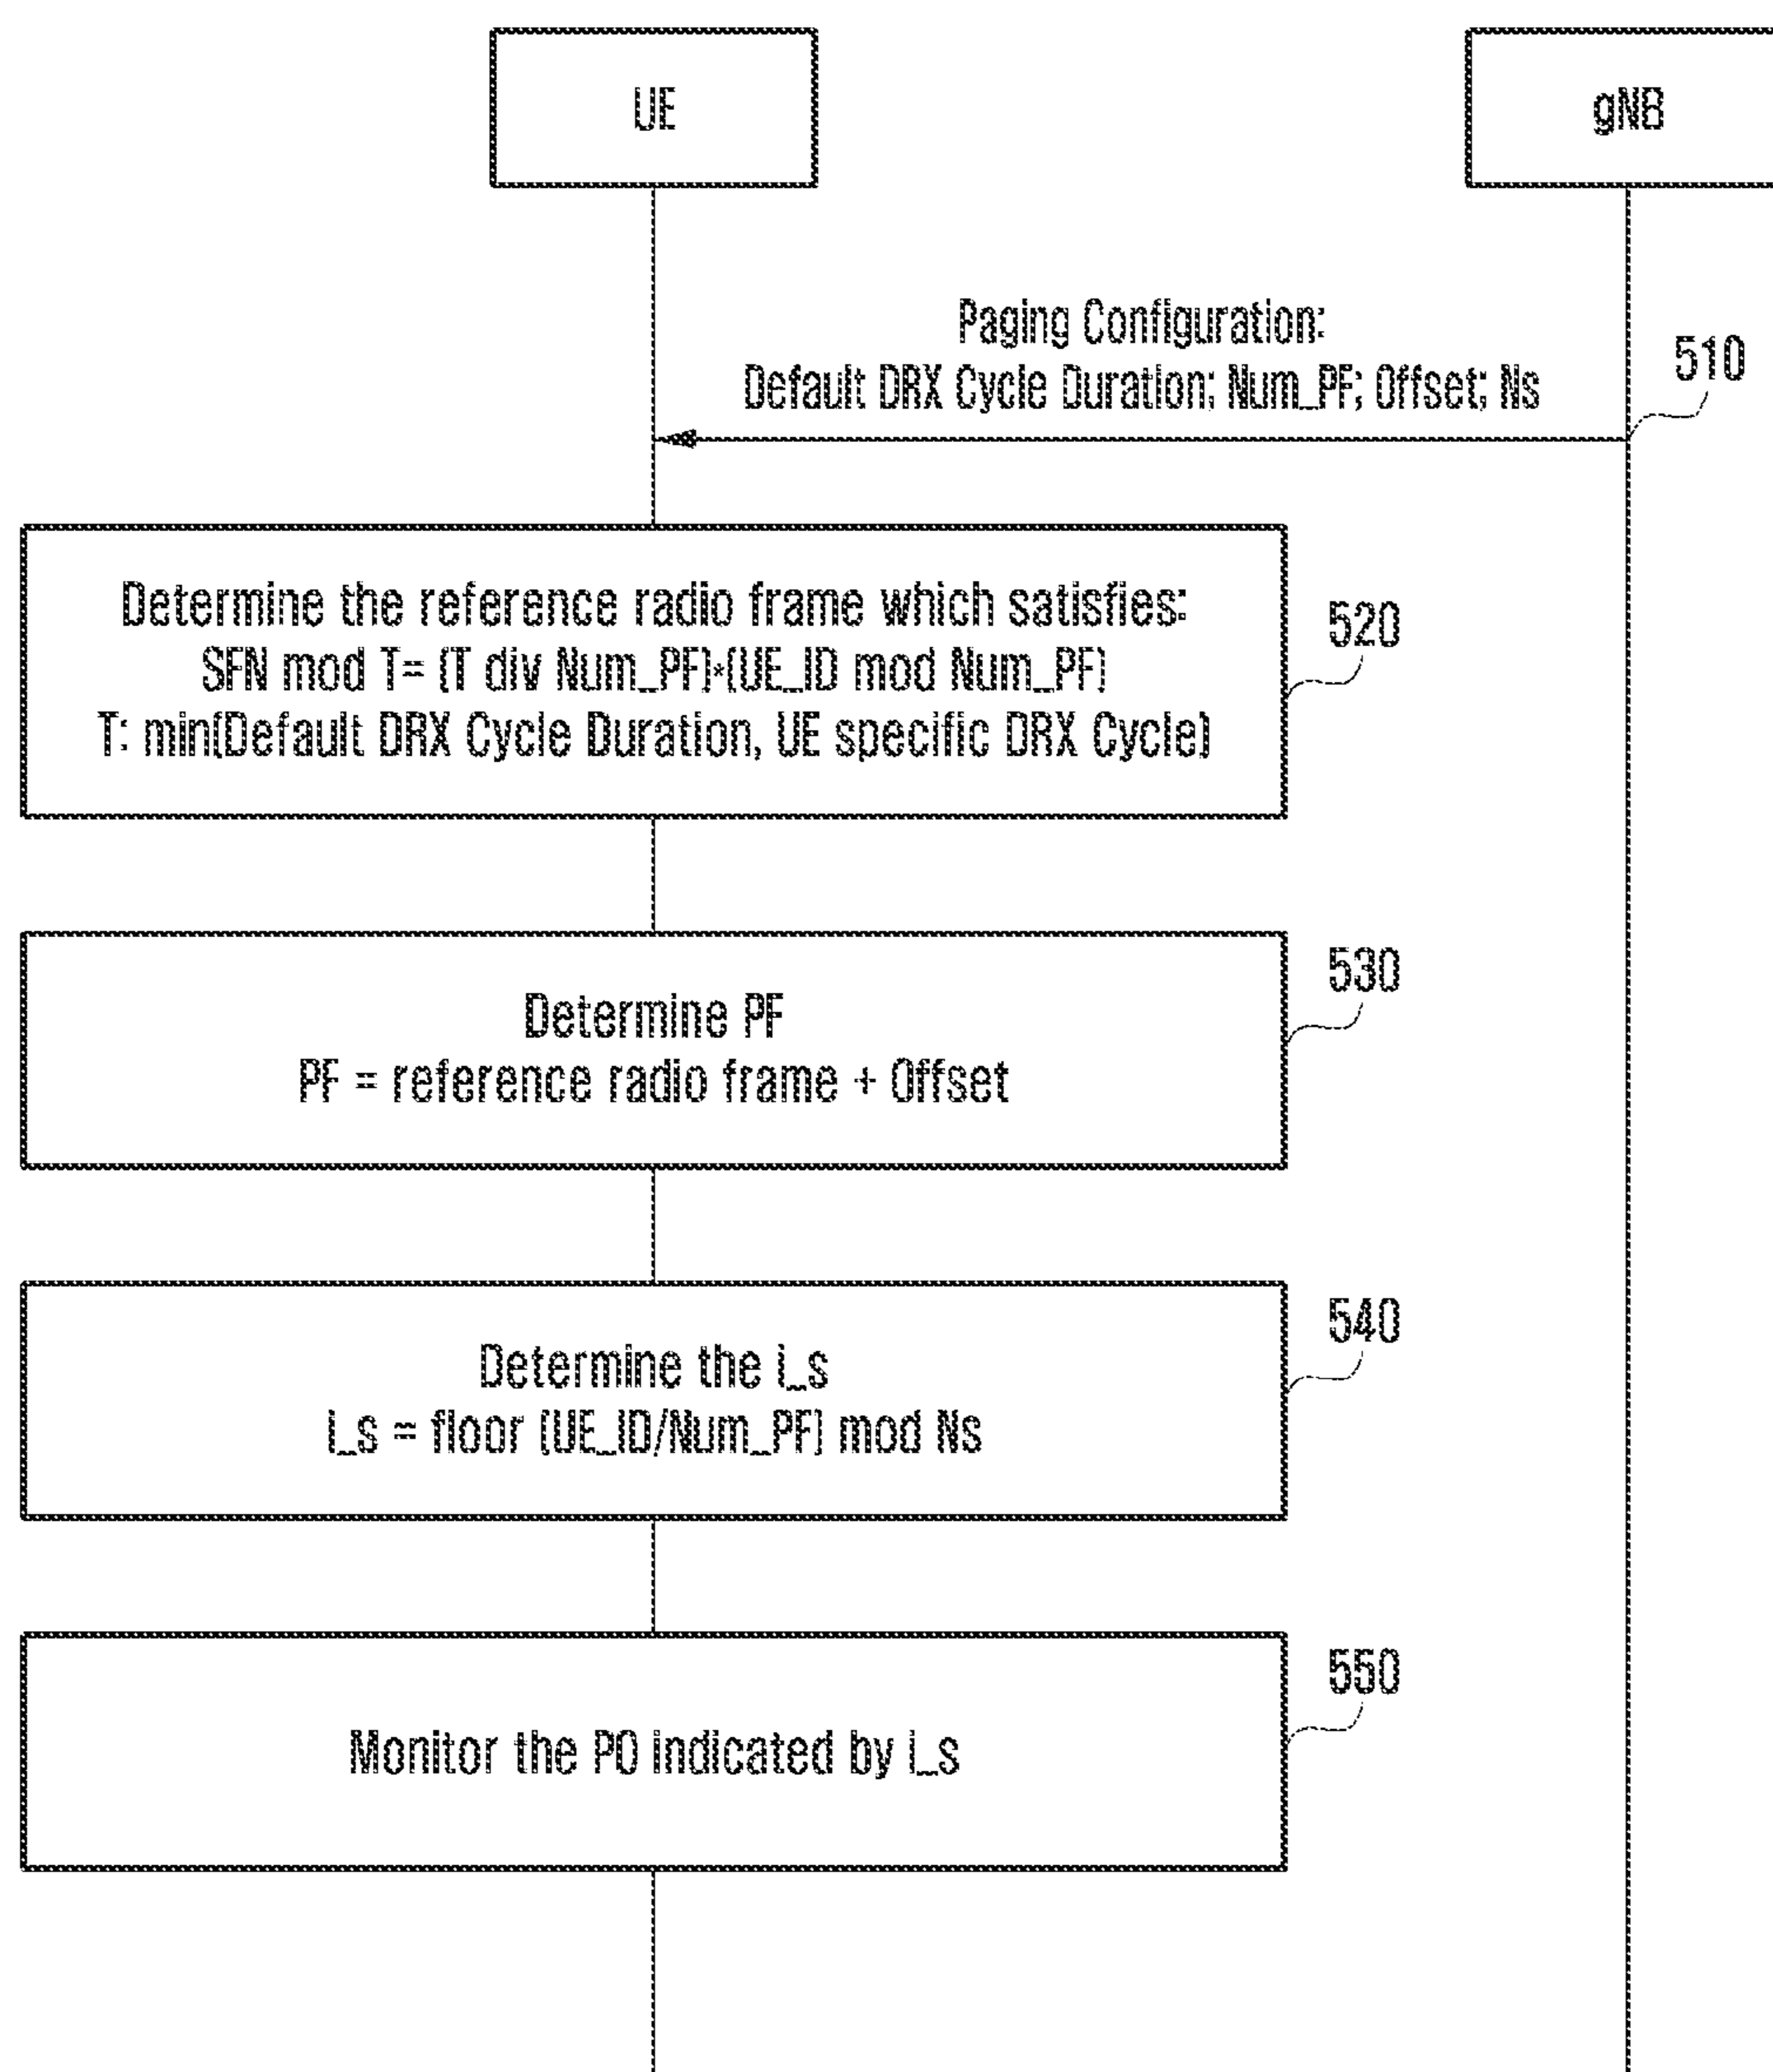 UE
gNB
Paging Configuration:
Default DRX Cycle Duration; Num_PF; Offset; Ns
510
Determine the reference radio frame which satisfies:
SFN mod T= (T div Num_PF)*(UE_ID mod Num_PF)
T: min(Default DRX Cycle Duration, UE specific DRX Cycle)
520
Determine PF
PF = reference radio frame + Offset
530
Determine the i_s
i_s = floor (UE_ID/Num_PF) mod Ns
540
Monitor the PO indicated by i_s
550